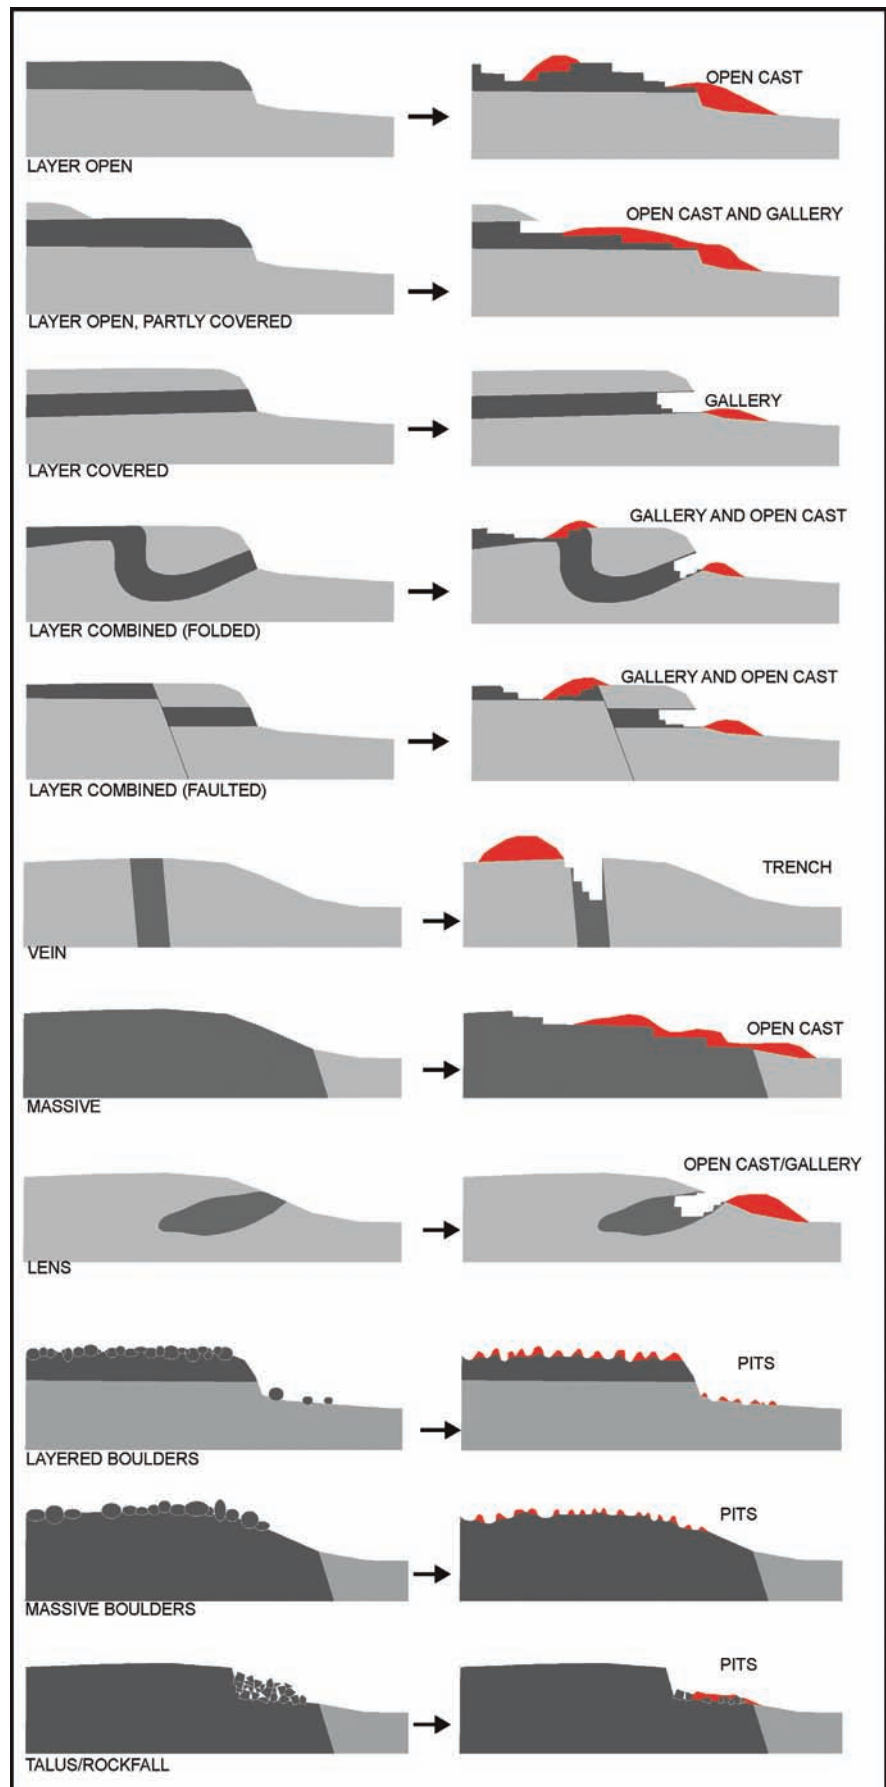 OPEN CAST
LAYER OPEN
OPEN CAST AND GALLERY
LAYER OPEN, PARTLY COVERED
GALLERY
LAYER COVERED
GALLERY AND OPEN CAST
LAYER COMBINED (FOLDED)
GALLERY AND OPEN CAST
LAYER COMBINED (FAULTED)
TRENCH
VEIN
OPEN CAST
MASSIVE
OPEN CAST/GALLERY
LENS
PITS
LAYERED BOULDERS
PITS
MASSIVE BOULDERS
PITS
TALUS/ROCKFALL